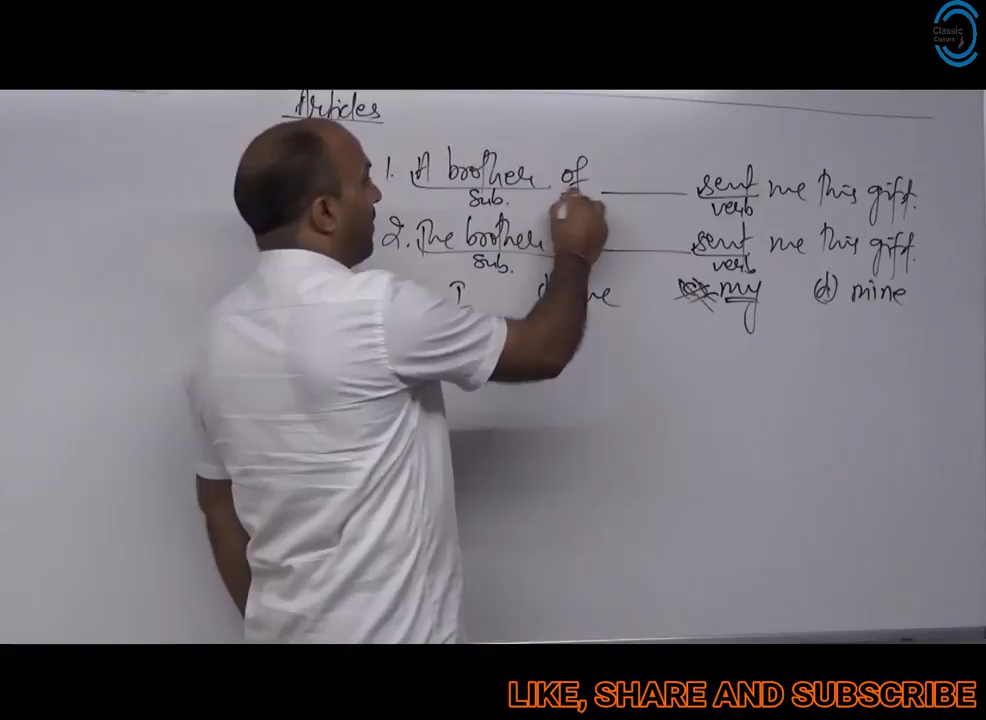 Classic
Classes
Articles
1. A brother of ______ sent me this gift.
Sub. verb
2. The brother ______ sent me this gift.
Sub. verb
I my (d) mine
LIKE, SHARE AND SUBSCRIBE